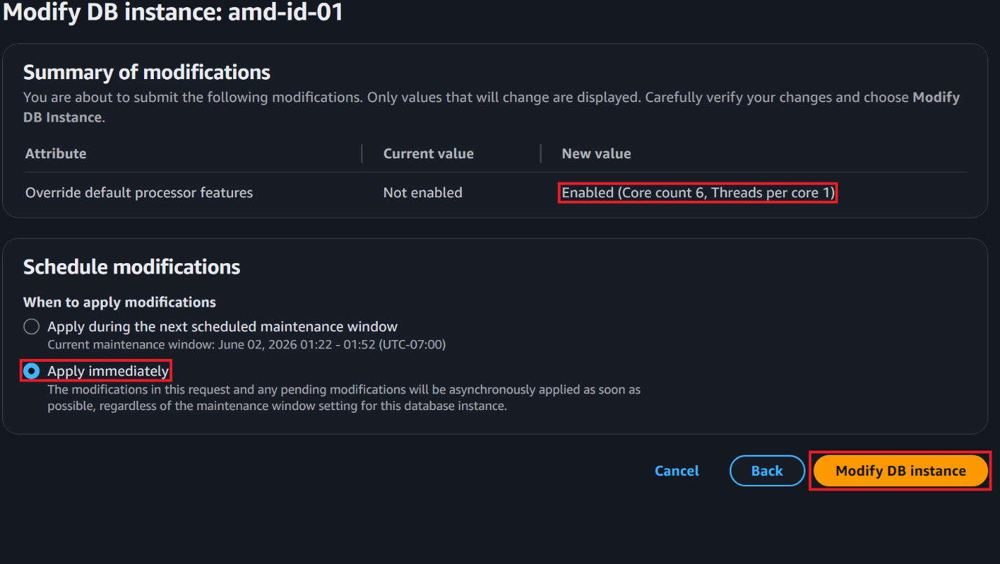 Modify DB instance: amd-id-01
Summary of modifications
You are about to submit the following modifications. Only values that will change are displayed. Carefully verify your changes and choose Modify
DB Instance.
Attribute Current value New value
Override default processor features Not enabled Enabled (Core count 6, Threads per core 1)
Schedule modifications
When to apply modifications
Apply during the next scheduled maintenance window
Current maintenance window: June 02, 2026 01:22 - 01:52 (UTC-07:00)
Apply immediately
The modifications in this request and any pending modifications will be asynchronously applied as soon as
possible, regardless of the maintenance window setting for this database instance.
Cancel Back Modify DB instance